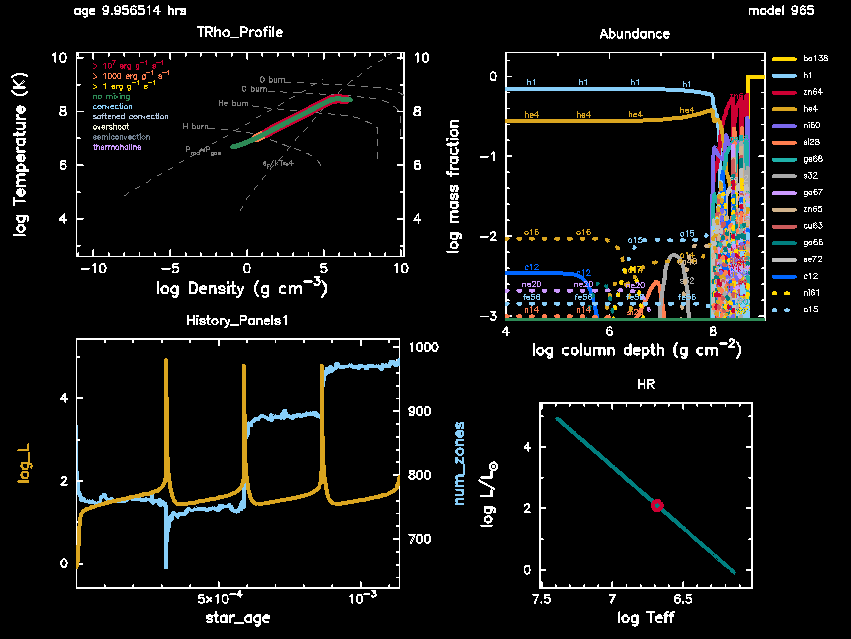 age 9.956514 hrs
model 965
TRho_Profile
> 10⁷ erg g⁻¹ s⁻¹
> 1000 erg g⁻¹ s⁻¹
> 1 erg g⁻¹ s⁻¹
no mixing
convection
softened convection
overshoot
semiconvection
thermohaline
O burn
C burn
He burn
H burn
10
8
6
4
10
8
6
4
−10
−5
0
5
10
log Temperature (K)
log Density (g cm⁻³)
Abundance
0
−1
−2
−3
4
6
8
log mass fraction
log column depth (g cm⁻²)
h1 h1 h1 h1
he4 he4 he4 he4
o16 o16 o15 o15
c12 c12
ne20 ne20 ne20
fe56 fe56 fe56 fe56
n14 n14
ba138
h1
zn64
he4
ni60
si28
ge68
s32
ga67
zn65
cu63
ga66
se72
c12
ni61
o15
History_Panels1
4
2
0
1000
900
800
700
5×10⁻⁴
10⁻³
log_L
num_zones
star_age
HR
4
2
0
7.5
7
6.5
log L/L☉
log Teff